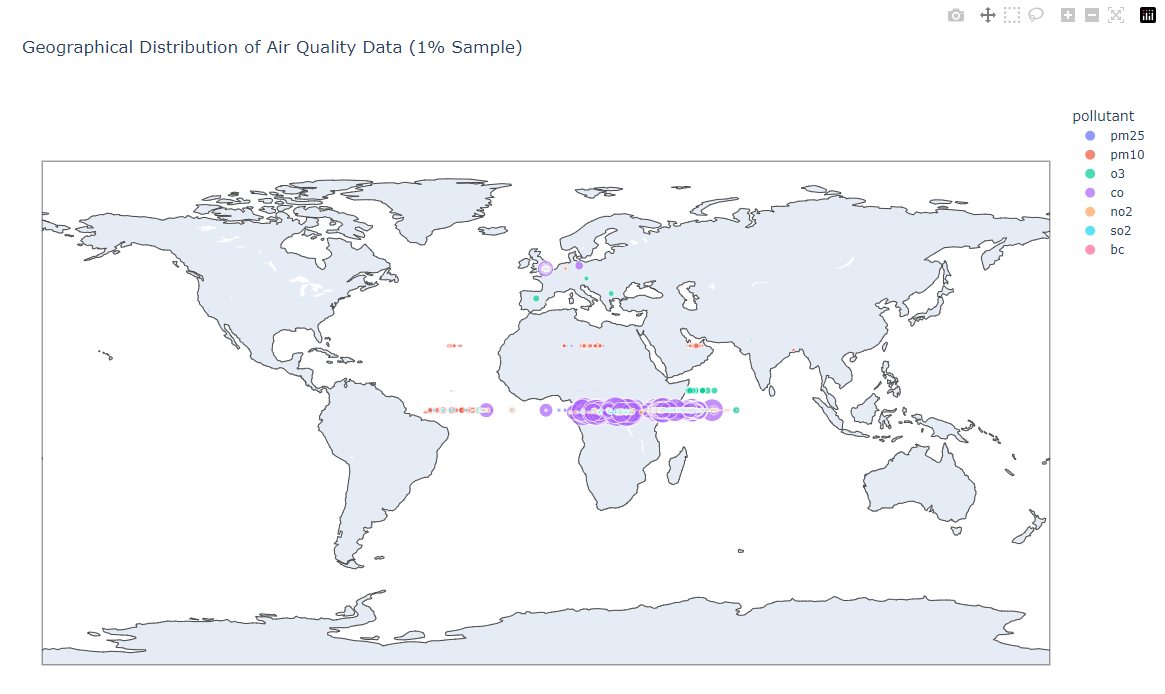 Geographical Distribution of Air Quality Data (1% Sample)
pollutant
pm25
pm10
o3
co
no2
so2
bc